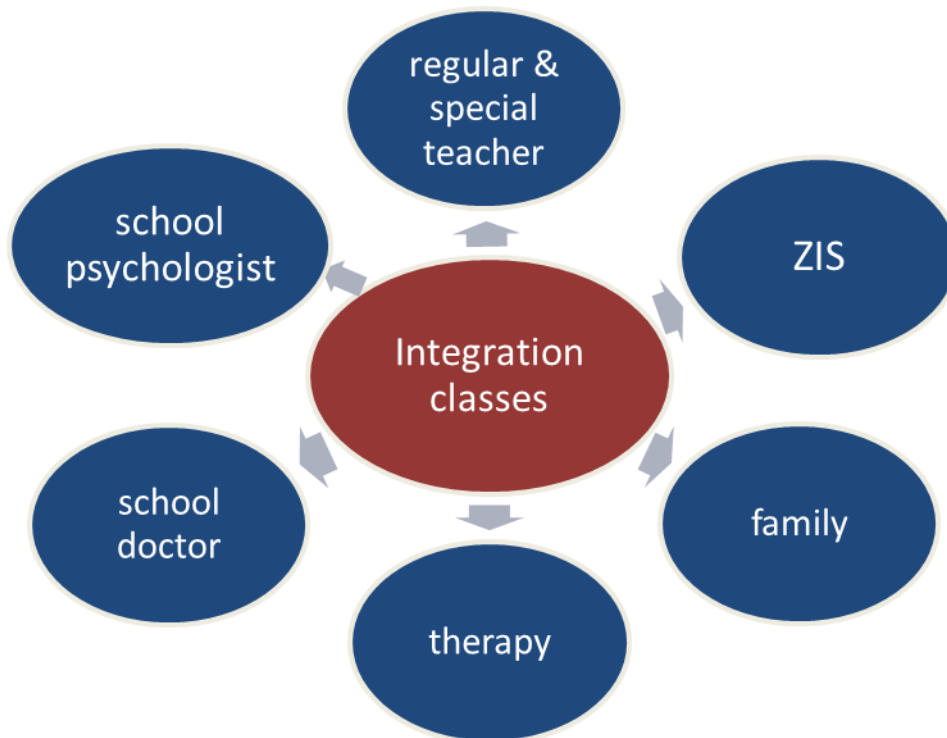 regular &
special
teacher
school
psychologist
ZIS
Integration
classes
school
doctor
family
therapy